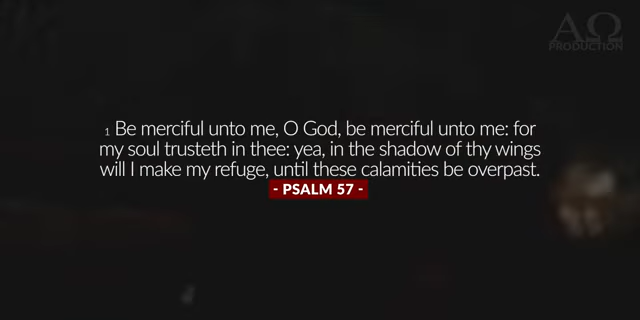 ΑΩ
PRODUCTION
1 Be merciful unto me, O God, be merciful unto me: for
my soul trusteth in thee: yea, in the shadow of thy wings
will I make my refuge, until these calamities be overpast.
- PSALM 57 -